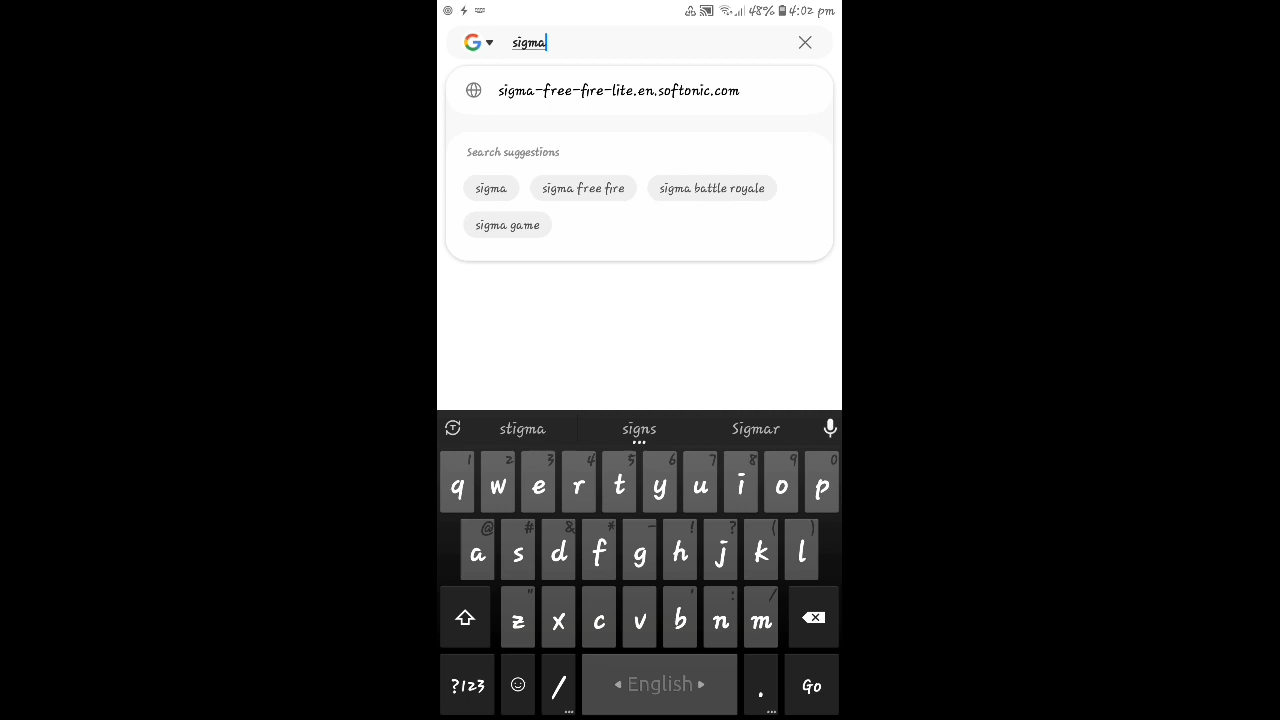 48% 4:02 pm
sigma
sigma-free-fire-lite.en.softonic.com
Search suggestions
sigma sigma free fire sigma battle royale
sigma game
stigma signs Sigmar
1 2 3 4 5 6 7 8 9 0
q w e r t y u i o p
@ # & * - ! ? ( )
a s d f g h j k l
" ' : /
z x c v b n m
?123 / English . Go